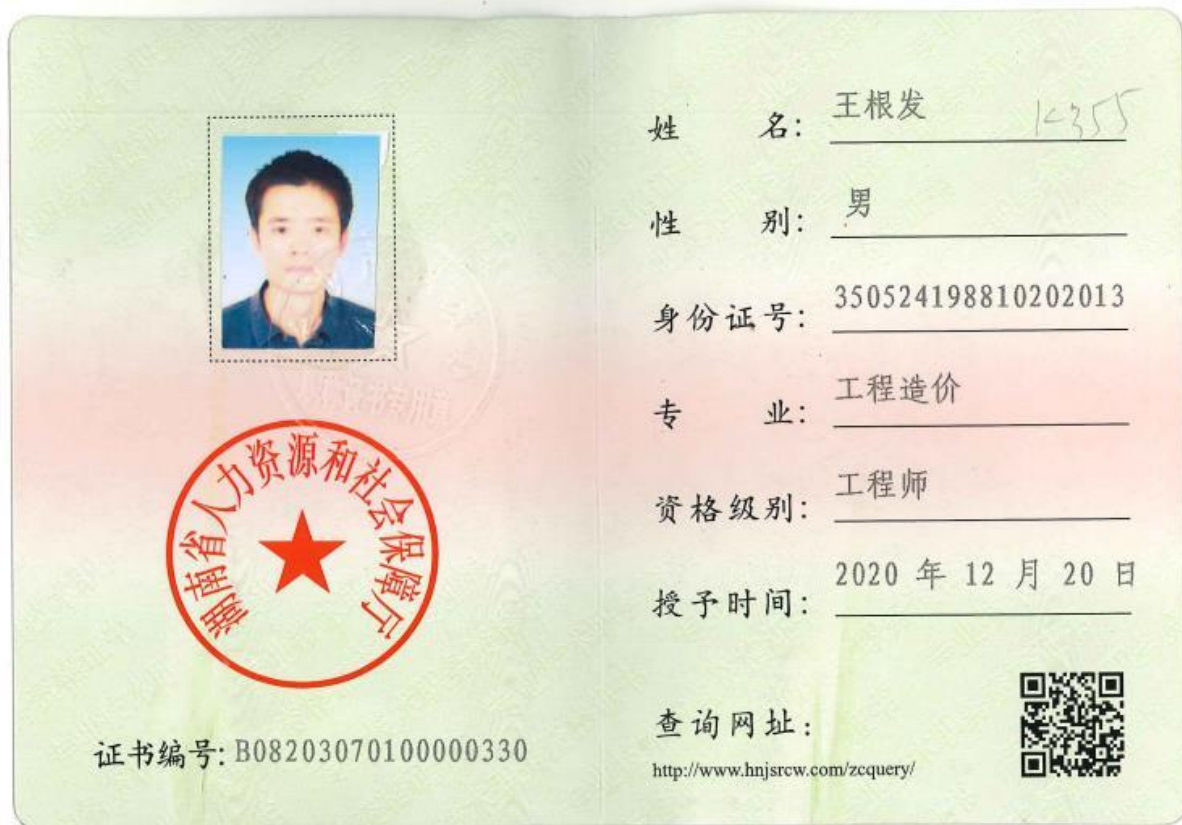 湖南省人力资源和社会保障厅
证书编号: B08203070100000330
姓 名: 王根发 K355
性 别: 男
身份证号: 350524198810202013
专 业: 工程造价
资格级别: 工程师
授予时间: 2020 年 12 月 20 日
查询网址:
http://www.hnjsrcw.com/zcquery/